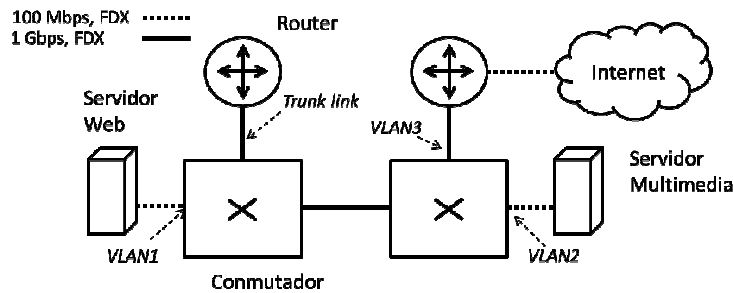 100 Mbps, FDX
1 Gbps, FDX
Router
Internet
Servidor
Web
Trunk link
VLAN3
Servidor
Multimedia
VLAN1
VLAN2
Conmutador